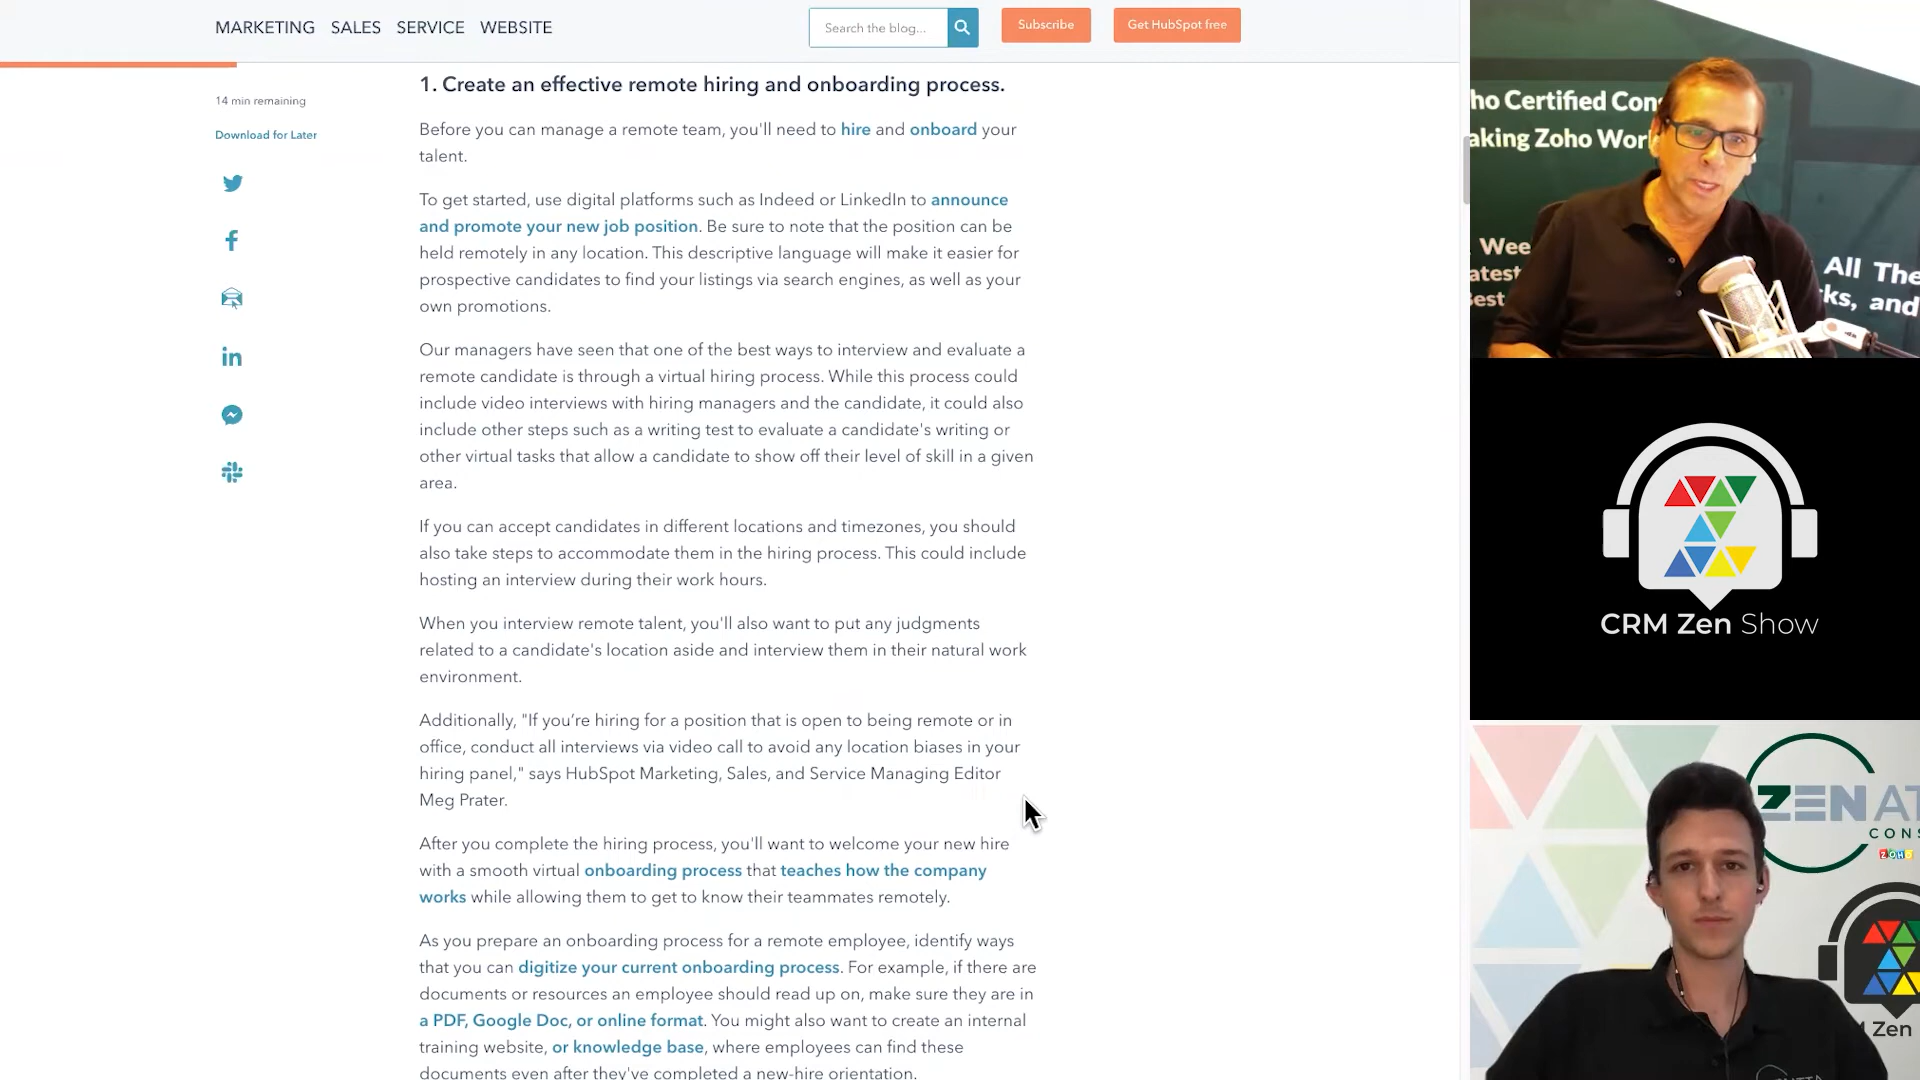 MARKETING SALES SERVICE WEBSITE
Search the blog...
Subscribe
Get HubSpot free
14 min remaining
Download for Later
1. Create an effective remote hiring and onboarding process.
Before you can manage a remote team, you'll need to hire and onboard your
talent.
To get started, use digital platforms such as Indeed or LinkedIn to announce
and promote your new job position. Be sure to note that the position can be
held remotely in any location. This descriptive language will make it easier for
prospective candidates to find your listings via search engines, as well as your
own promotions.
Our managers have seen that one of the best ways to interview and evaluate a
remote candidate is through a virtual hiring process. While this process could
include video interviews with hiring managers and the candidate, it could also
include other steps such as a writing test to evaluate a candidate's writing or
other virtual tasks that allow a candidate to show off their level of skill in a given
area.
If you can accept candidates in different locations and timezones, you should
also take steps to accommodate them in the hiring process. This could include
hosting an interview during their work hours.
When you interview remote talent, you'll also want to put any judgments
related to a candidate's location aside and interview them in their natural work
environment.
Additionally, "If you’re hiring for a position that is open to being remote or in
office, conduct all interviews via video call to avoid any location biases in your
hiring panel," says HubSpot Marketing, Sales, and Service Managing Editor
Meg Prater.
After you complete the hiring process, you'll want to welcome your new hire
with a smooth virtual onboarding process that teaches how the company
works while allowing them to get to know their teammates remotely.
As you prepare an onboarding process for a remote employee, identify ways
that you can digitize your current onboarding process. For example, if there are
documents or resources an employee should read up on, make sure they are in
a PDF, Google Doc, or online format. You might also want to create an internal
training website, or knowledge base, where employees can find these
documents even after they've completed a new-hire orientation.
ho Certified Con
aking Zoho Wor
Wee
atest
Best
All The
ks, and
CRM Zen Show
ZEN AT
CONS
ZOHO
M Zen